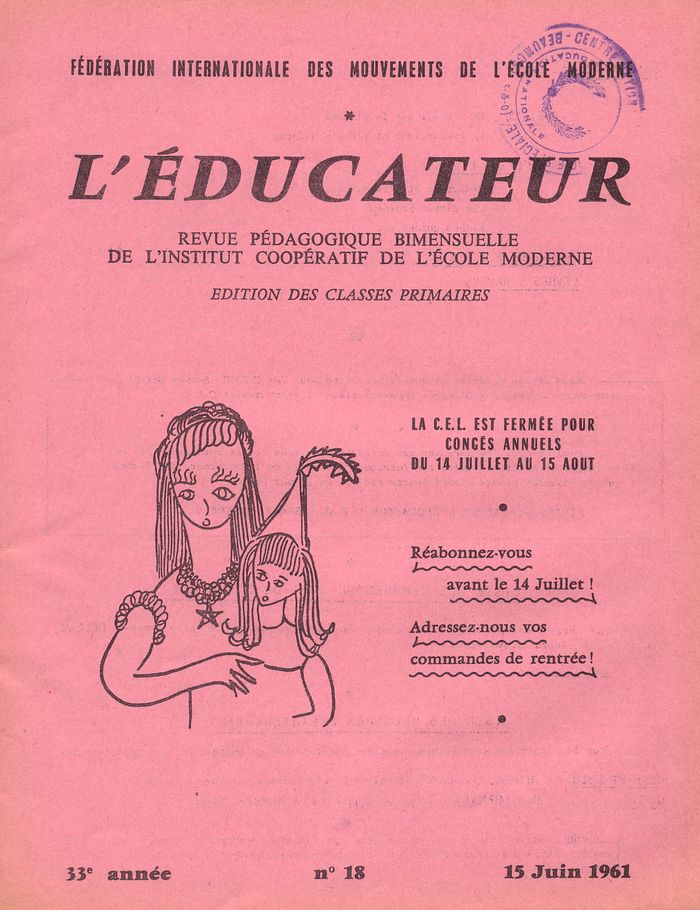 FÉDÉRATION INTERNATIONALE DES MOUVEMENTS DE L'ÉCOLE MODERNE
*
L'ÉDUCATEUR
REVUE PÉDAGOGIQUE BIMENSUELLE
DE L'INSTITUT COOPÉRATIF DE L'ÉCOLE MODERNE
EDITION DES CLASSES PRIMAIRES
LA C.E.L. EST FERMÉE POUR
CONGÉS ANNUELS
DU 14 JUILLET AU 15 AOUT
•
Réabonnez-vous
avant le 14 Juillet !
Adressez-nous vos
commandes de rentrée !
•
33e année n° 18 15 Juin 1961